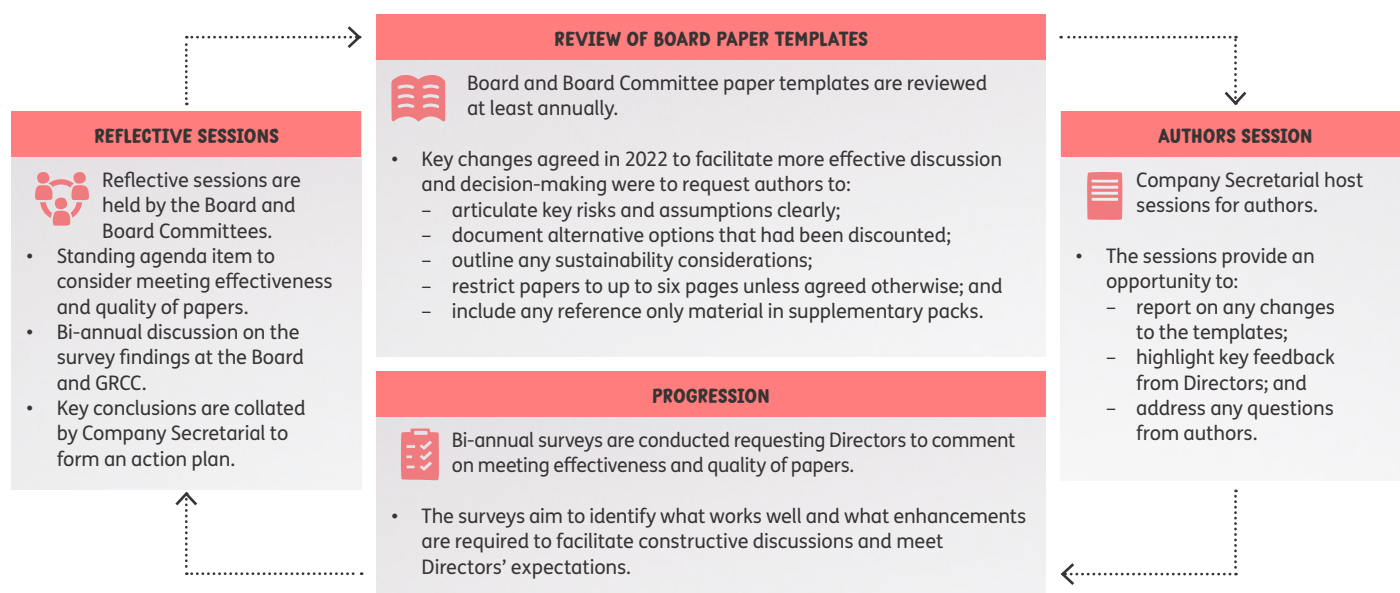 REVIEW OF BOARD PAPER TEMPLATES
Board and Board Committee paper templates are reviewed
at least annually.
• Key changes agreed in 2022 to facilitate more effective discussion
and decision-making were to request authors to:
– articulate key risks and assumptions clearly;
– document alternative options that had been discounted;
– outline any sustainability considerations;
– restrict papers to up to six pages unless agreed otherwise; and
– include any reference only material in supplementary packs.
AUTHORS SESSION
Company Secretarial host
sessions for authors.
• The sessions provide an
opportunity to:
– report on any changes
to the templates;
– highlight key feedback
from Directors; and
– address any questions
from authors.
PROGRESSION
Bi-annual surveys are conducted requesting Directors to comment
on meeting effectiveness and quality of papers.
• The surveys aim to identify what works well and what enhancements
are required to facilitate constructive discussions and meet
Directors’ expectations.
REFLECTIVE SESSIONS
Reflective sessions are
held by the Board and
Board Committees.
• Standing agenda item to
consider meeting effectiveness
and quality of papers.
• Bi-annual discussion on the
survey findings at the Board
and GRCC.
• Key conclusions are collated
by Company Secretarial to
form an action plan.